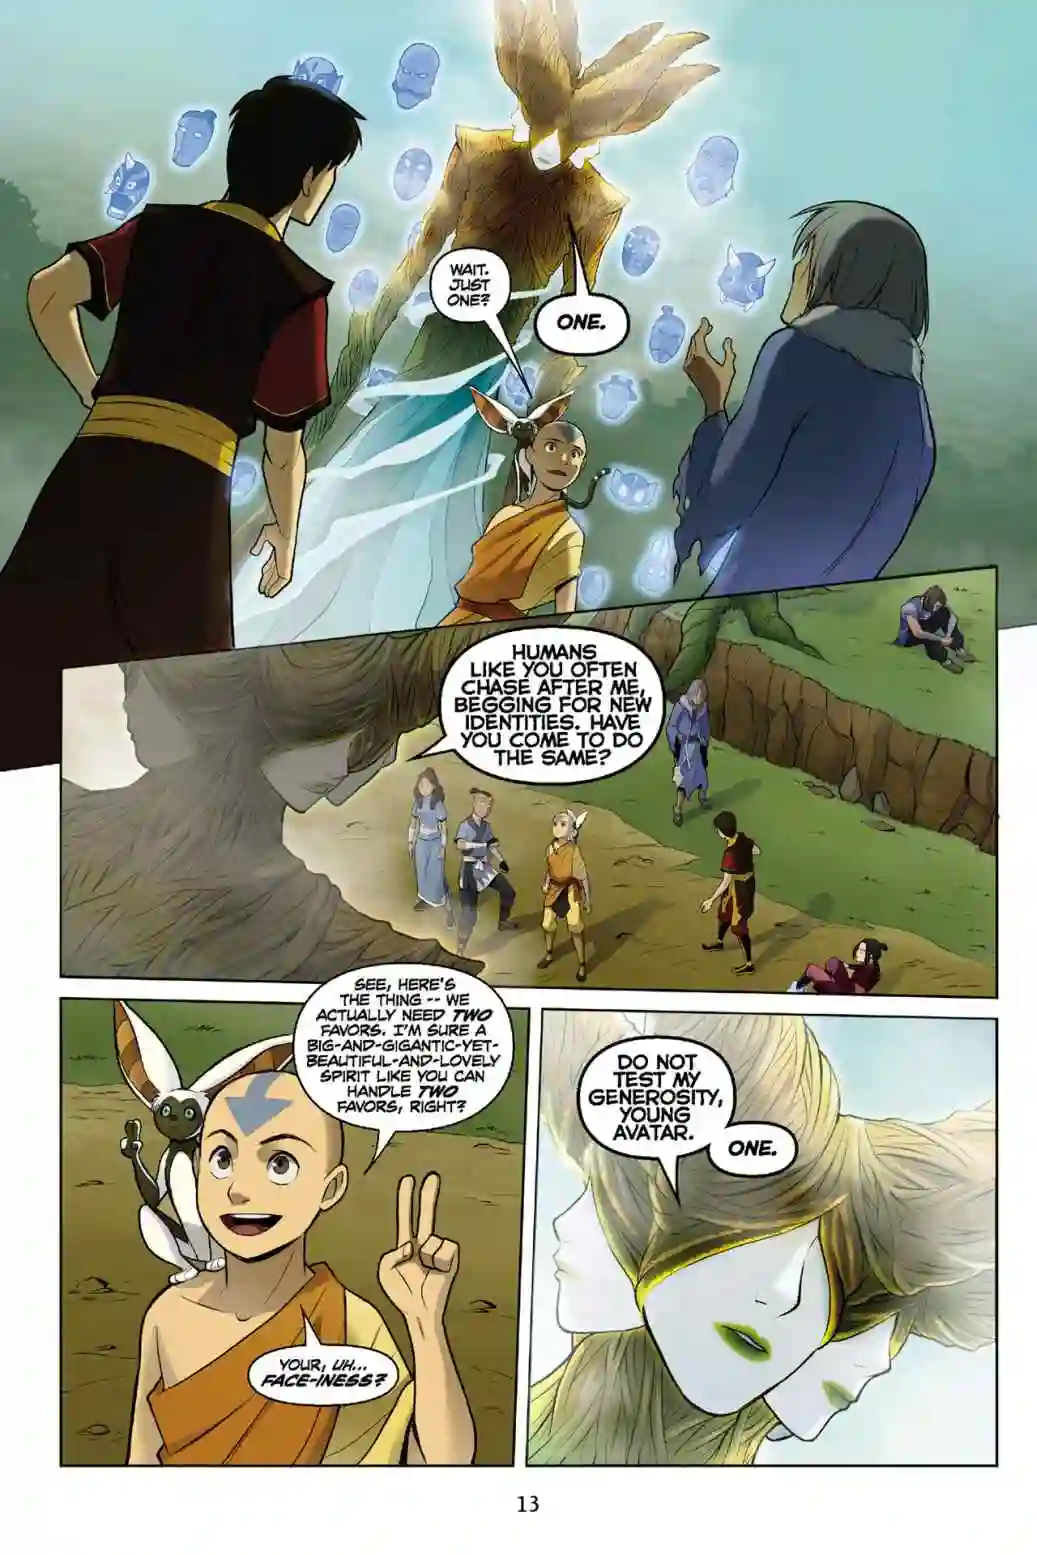 WAIT.
JUST
ONE?
ONE.
HUMANS
LIKE YOU OFTEN
CHASE AFTER ME,
BEGGING FOR NEW
IDENTITIES. HAVE
YOU COME TO DO
THE SAME?
SEE, HERE'S
THE THING -- WE
ACTUALLY NEED TWO
FAVORS. I'M SURE A
BIG-AND-GIGANTIC-YET-
BEAUTIFUL-AND-LOVELY
SPIRIT LIKE YOU CAN
HANDLE TWO
FAVORS, RIGHT?
YOUR, UH...
FACE-INESS?
DO NOT
TEST MY
GENEROSITY,
YOUNG
AVATAR.
ONE.
13